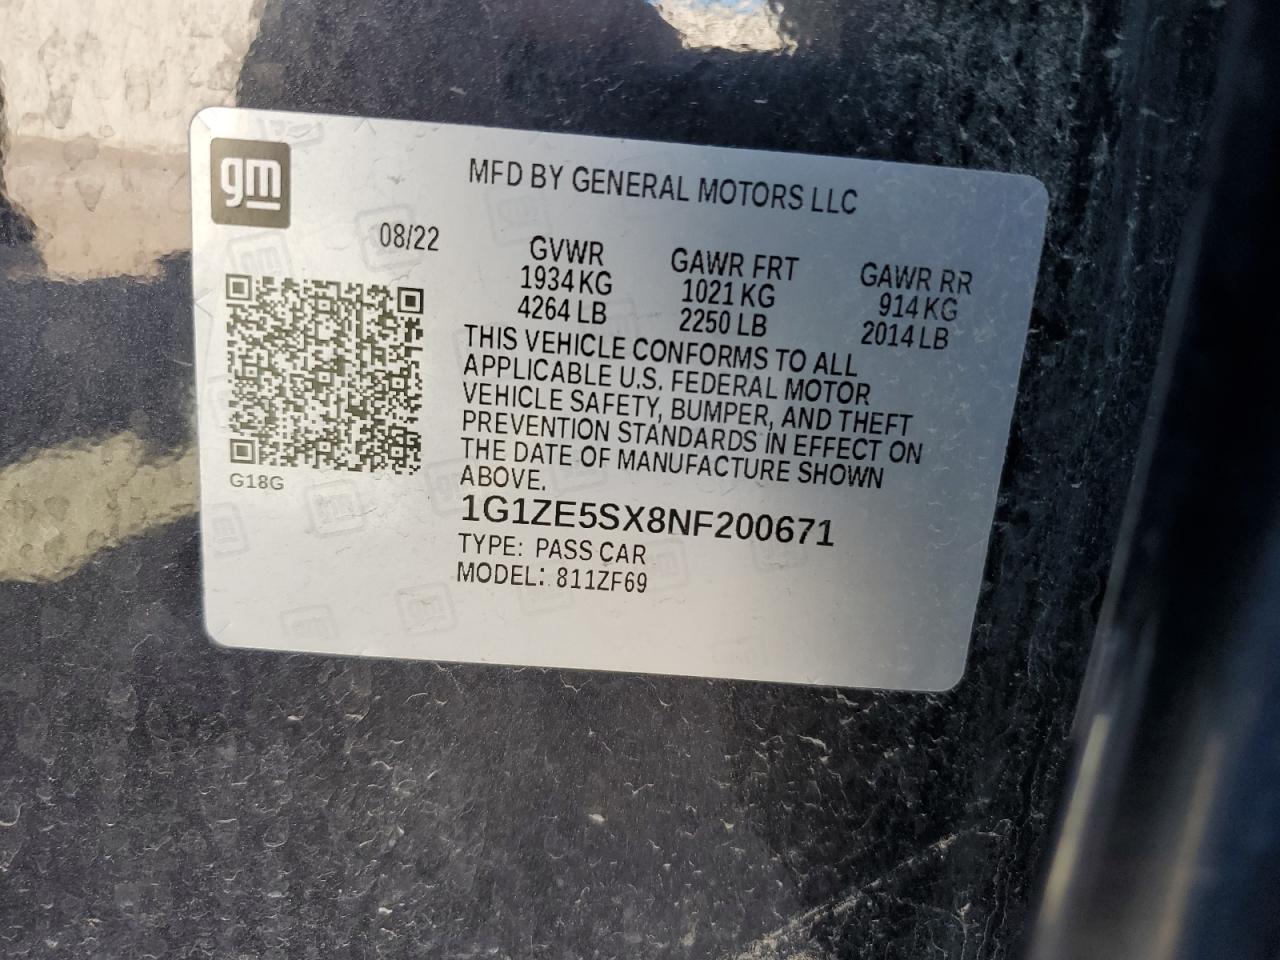 gm
MFD BY GENERAL MOTORS LLC
08/22
GVWR GAWR FRT GAWR RR
1934 KG 1021 KG 914 KG
4264 LB 2250 LB 2014 LB
THIS VEHICLE CONFORMS TO ALL
APPLICABLE U.S. FEDERAL MOTOR
VEHICLE SAFETY, BUMPER, AND THEFT
PREVENTION STANDARDS IN EFFECT ON
THE DATE OF MANUFACTURE SHOWN
ABOVE.
G18G
1G1ZE5SX8NF200671
TYPE: PASS CAR
MODEL: 811ZF69